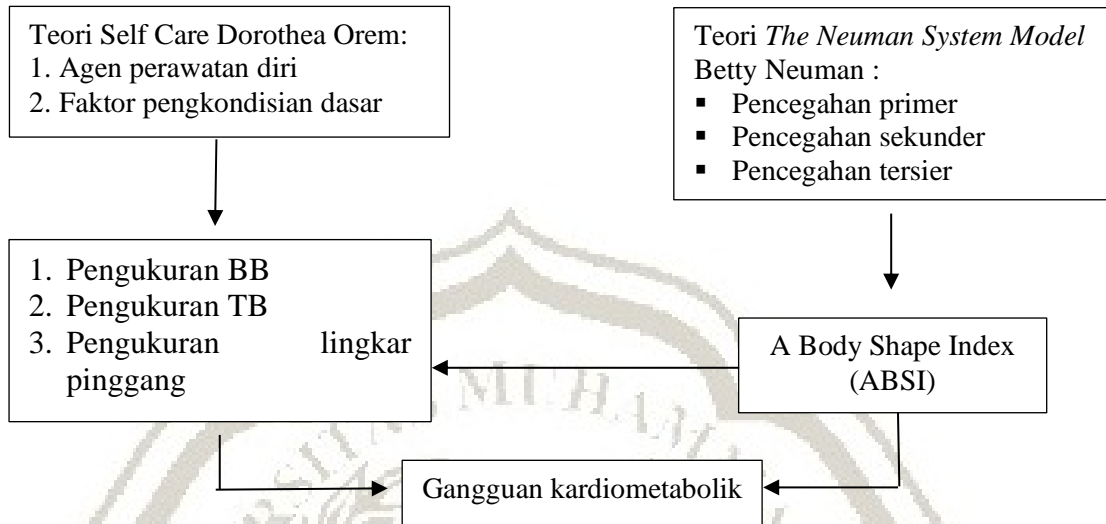 Teori Self Care Dorothea Orem:
1. Agen perawatan diri
2. Faktor pengkondisian dasar
Teori The Neuman System Model
Betty Neuman :
▪ Pencegahan primer
▪ Pencegahan sekunder
▪ Pencegahan tersier
1. Pengukuran BB
2. Pengukuran TB
3. Pengukuran lingkar
pinggang
A Body Shape Index
(ABSI)
Gangguan kardiometabolik